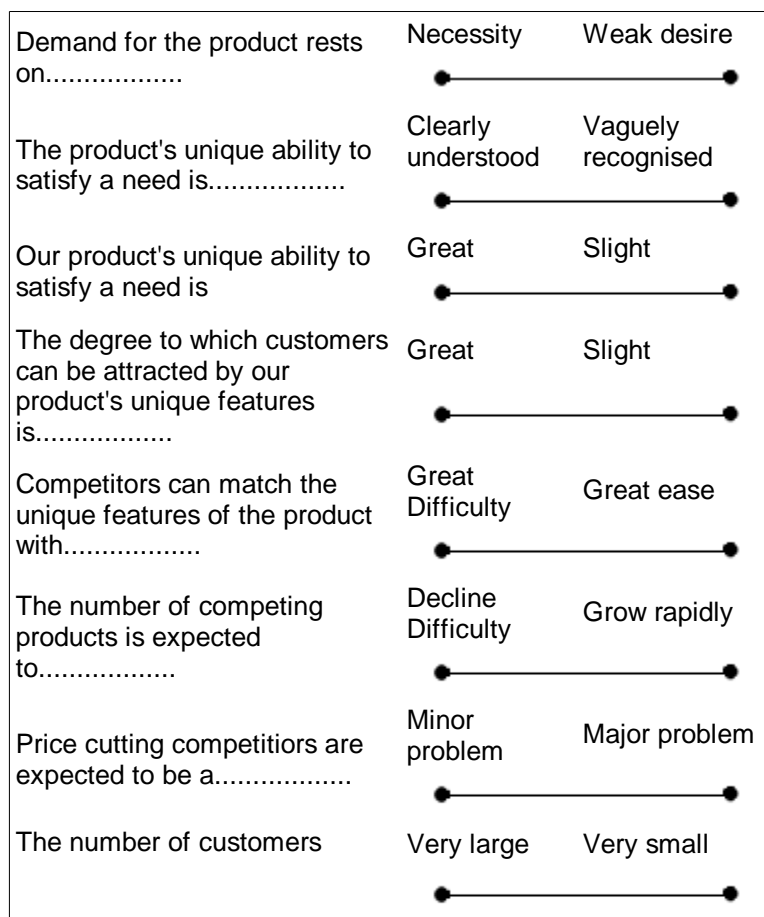 Demand for the product rests
on..................
Necessity
Weak desire
The product's unique ability to
satisfy a need is..................
Clearly
understood
Vaguely
recognised
Our product's unique ability to
satisfy a need is
Great
Slight
The degree to which customers
can be attracted by our
product's unique features
is..................
Great
Slight
Competitors can match the
unique features of the product
with..................
Great
Difficulty
Great ease
The number of competing
products is expected
to..................
Decline
Difficulty
Grow rapidly
Price cutting competitiors are
expected to be a..................
Minor
problem
Major problem
The number of customers
Very large
Very small